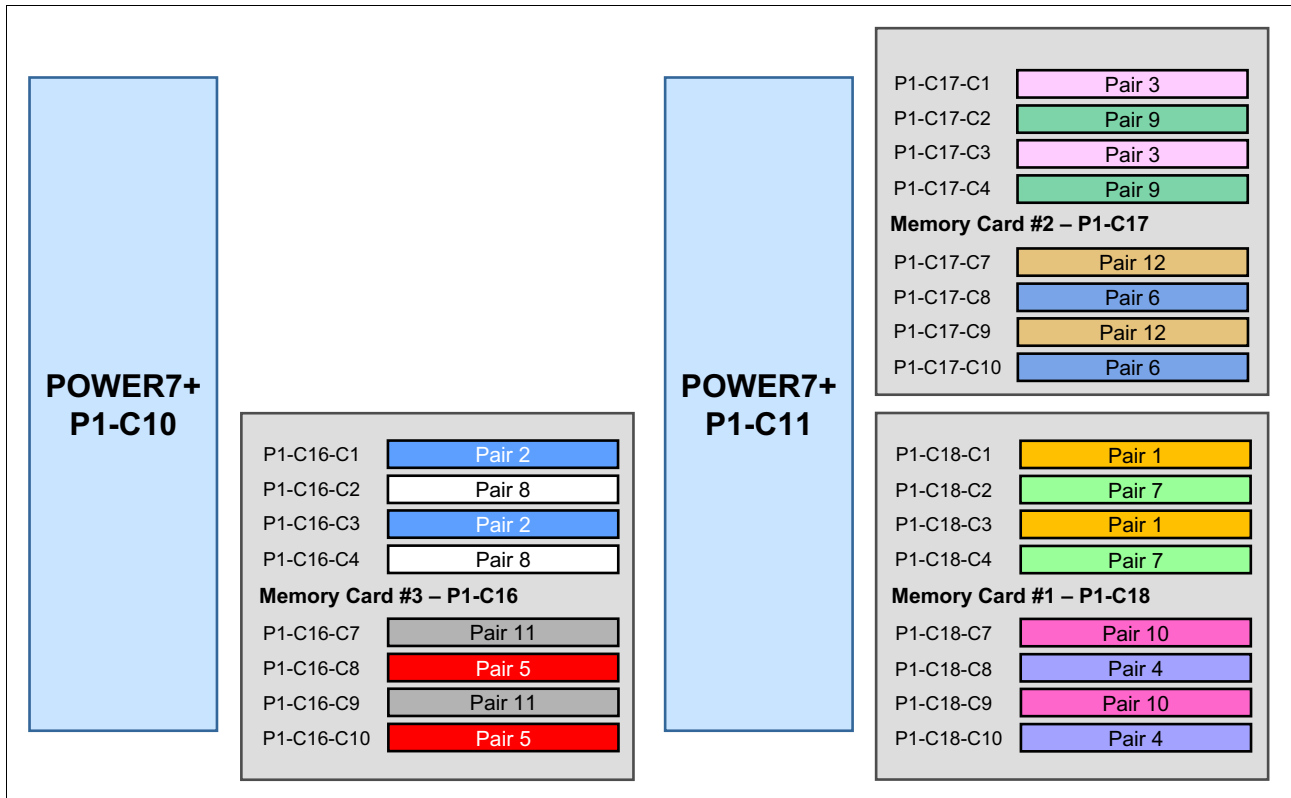 POWER7+
P1-C10
P1-C16-C1 Pair 2
P1-C16-C2 Pair 8
P1-C16-C3 Pair 2
P1-C16-C4 Pair 8
Memory Card #3 – P1-C16
P1-C16-C7 Pair 11
P1-C16-C8 Pair 5
P1-C16-C9 Pair 11
P1-C16-C10 Pair 5
POWER7+
P1-C11
P1-C17-C1 Pair 3
P1-C17-C2 Pair 9
P1-C17-C3 Pair 3
P1-C17-C4 Pair 9
Memory Card #2 – P1-C17
P1-C17-C7 Pair 12
P1-C17-C8 Pair 6
P1-C17-C9 Pair 12
P1-C17-C10 Pair 6
P1-C18-C1 Pair 1
P1-C18-C2 Pair 7
P1-C18-C3 Pair 1
P1-C18-C4 Pair 7
Memory Card #1 – P1-C18
P1-C18-C7 Pair 10
P1-C18-C8 Pair 4
P1-C18-C9 Pair 10
P1-C18-C10 Pair 4